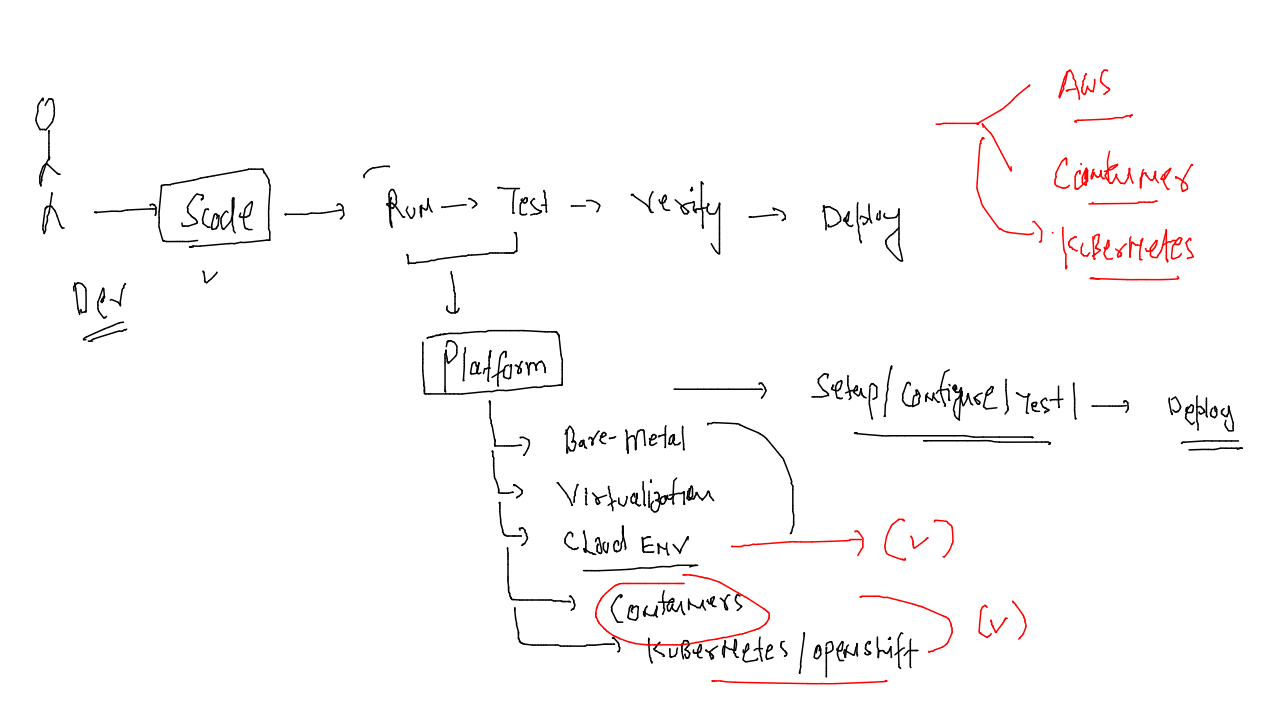 AWS
Container
Kubernetes
Scode
Run
Test
Verify
Deploy
v
Dev
Platform
Setup/Configure/Test/
Deploy
Bare-Metal
Virtualization
Cloud ENV
(v)
Containers
(v)
Kubernetes/openshift